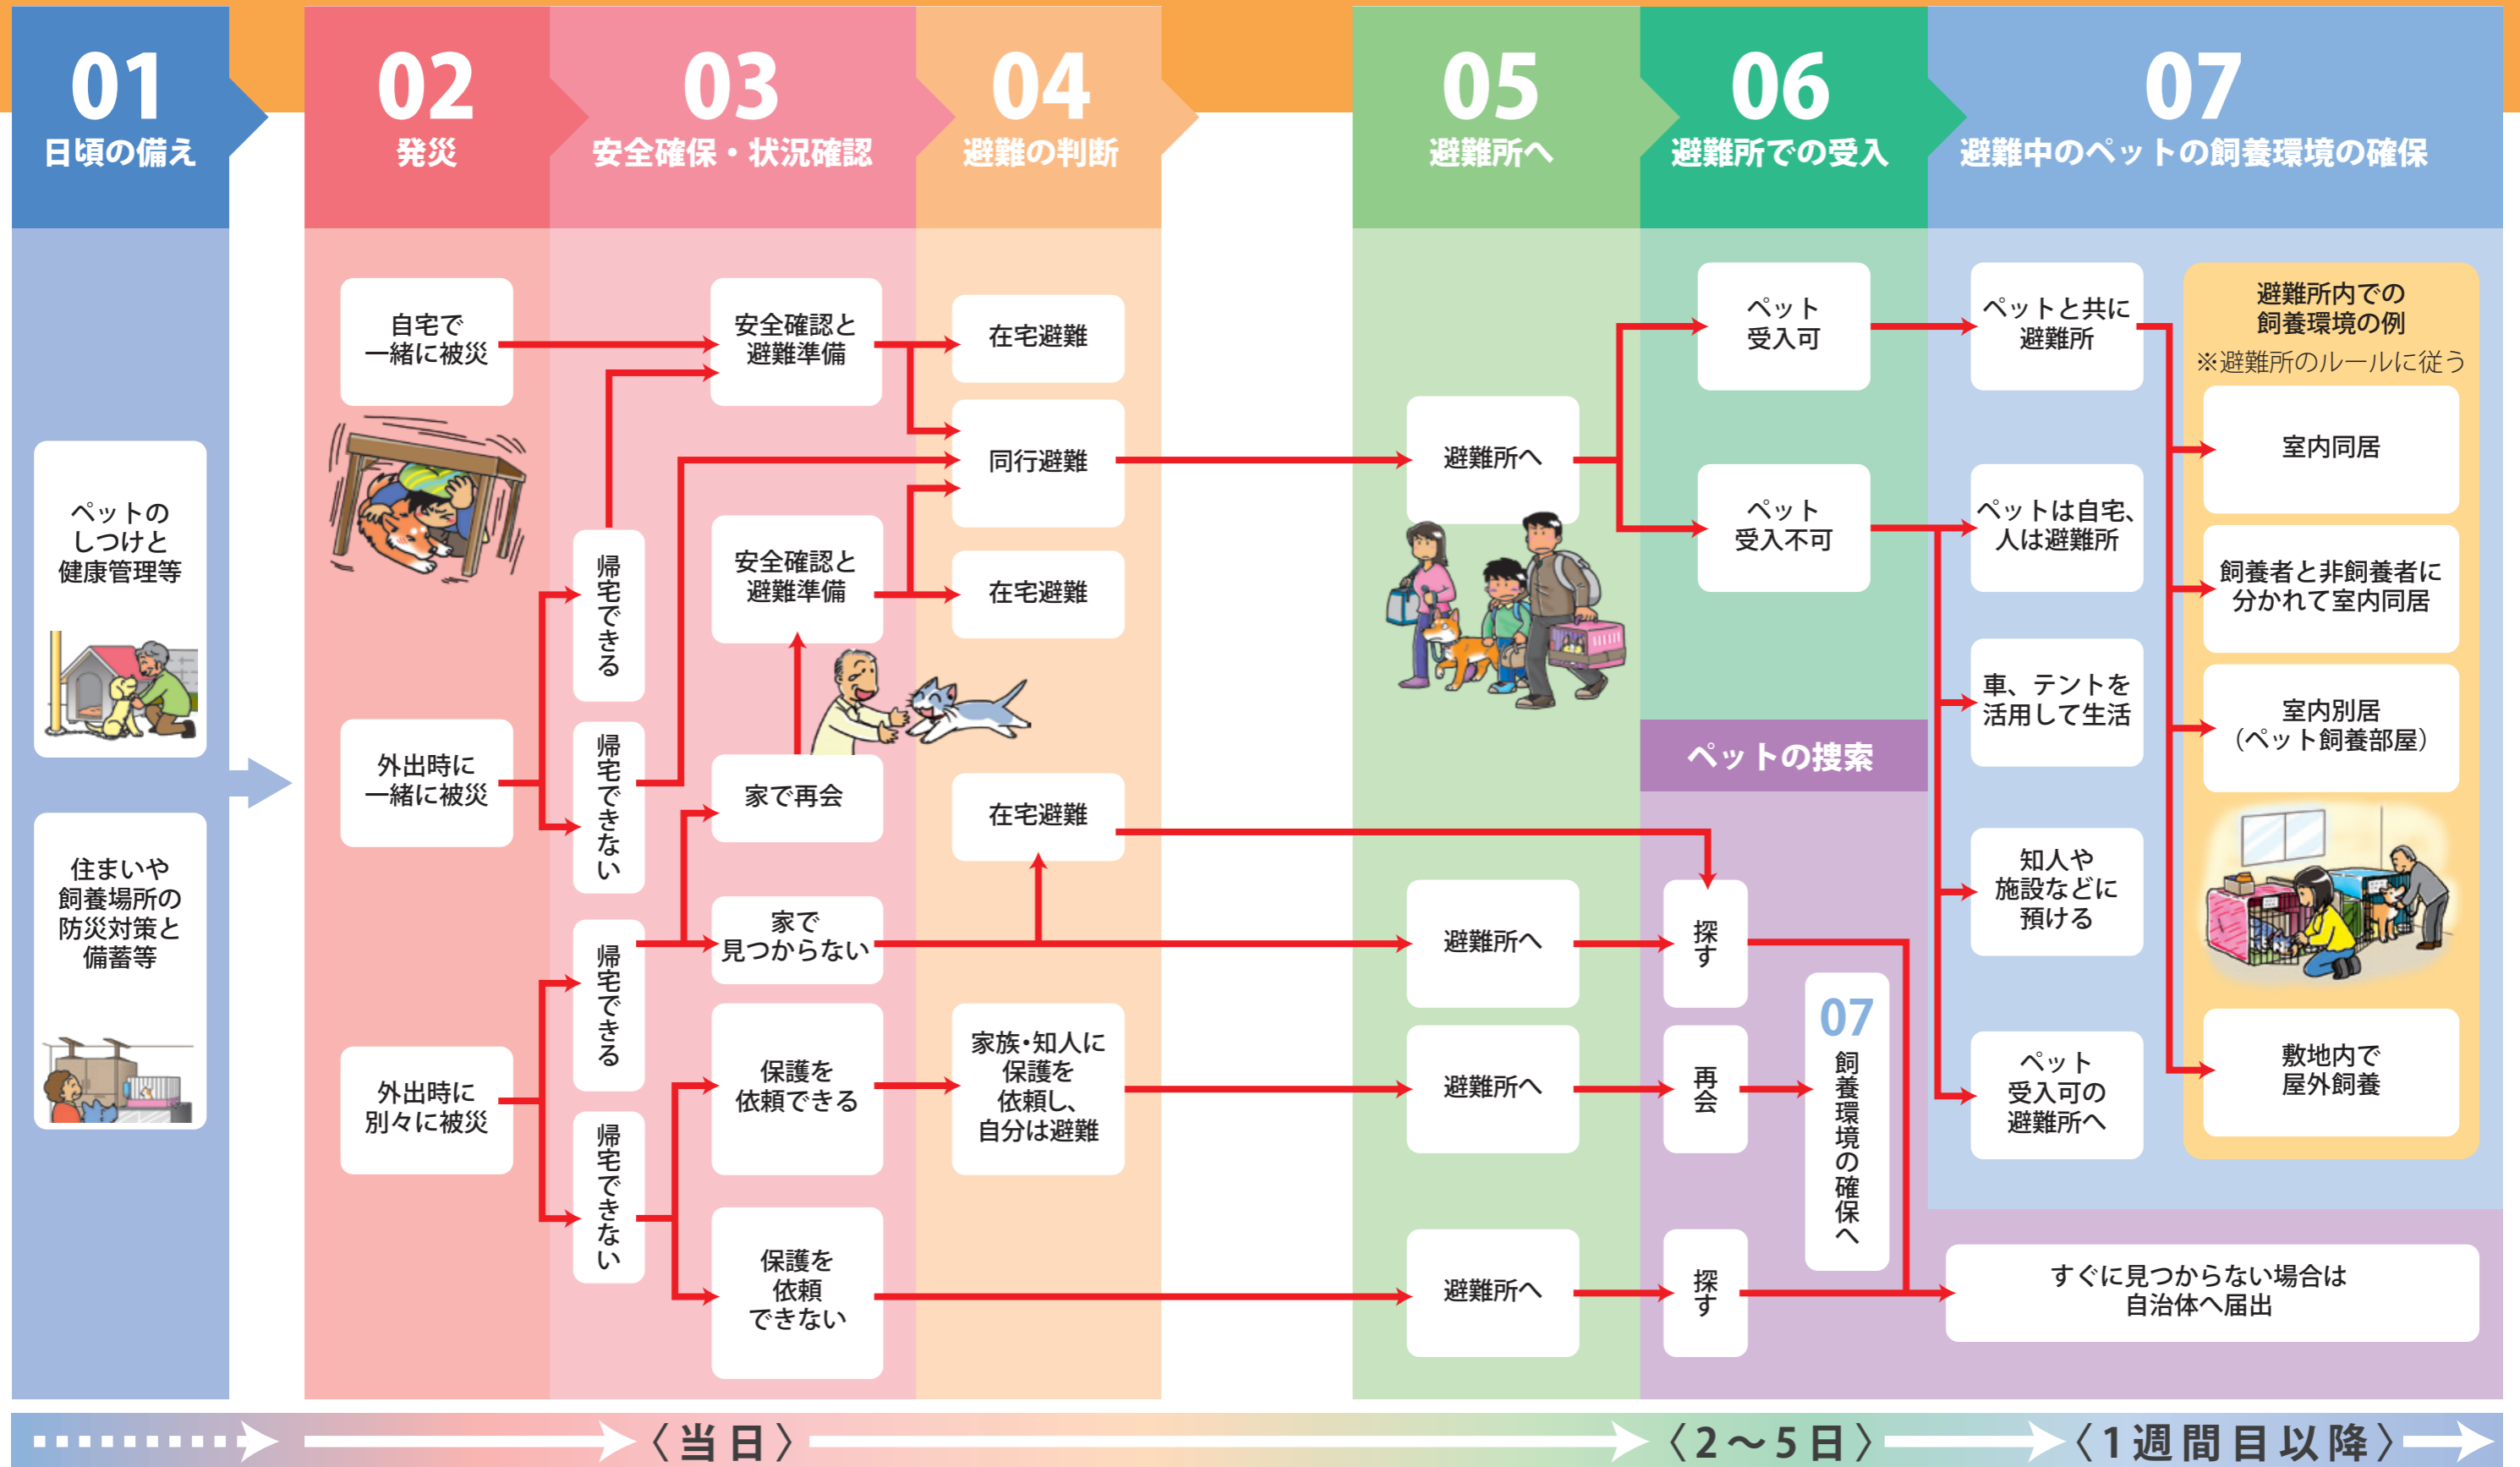 01
日頃の備え
02
発災
03
安全確保・状況確認
04
避難の判断
05
避難所へ
06
避難所での受入
07
避難中のペットの飼養環境の確保
ペットの
しつけと
健康管理等
住まいや
飼養場所の
防災対策と
備蓄等
自宅で
一緒に被災
外出時に
一緒に被災
外出時に
別々に被災
帰宅できる
帰宅できない
帰宅できる
帰宅できない
安全確認と
避難準備
安全確認と
避難準備
家で再会
家で
見つからない
保護を
依頼できる
保護を
依頼
できない
在宅避難
同行避難
在宅避難
在宅避難
家族・知人に
保護を
依頼し、
自分は避難
避難所へ
避難所へ
避難所へ
避難所へ
ペット
受入可
ペット
受入不可
ペットの捜索
探す
再会
探す
07
飼養環境の確保へ
ペットと共に
避難所
ペットは自宅、
人は避難所
車、テントを
活用して生活
知人や
施設などに
預ける
ペット
受入可の
避難所へ
避難所内での
飼養環境の例
※避難所のルールに従う
室内同居
飼養者と非飼養者に
分かれて室内同居
室内別居
（ペット飼養部屋）
敷地内で
屋外飼養
すぐに見つからない場合は
自治体へ届出
〈当日〉
〈2～5日〉
〈1週間目以降〉